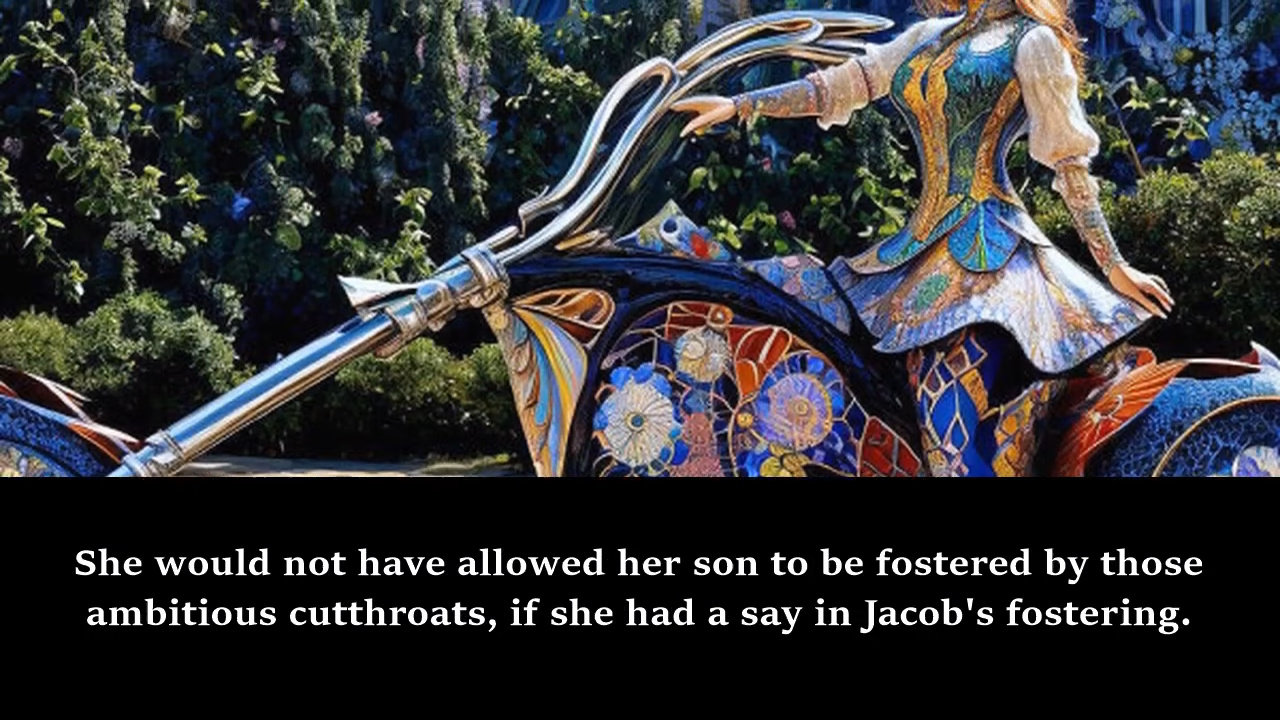 She would not have allowed her son to be fostered by those
ambitious cutthroats, if she had a say in Jacob's fostering.